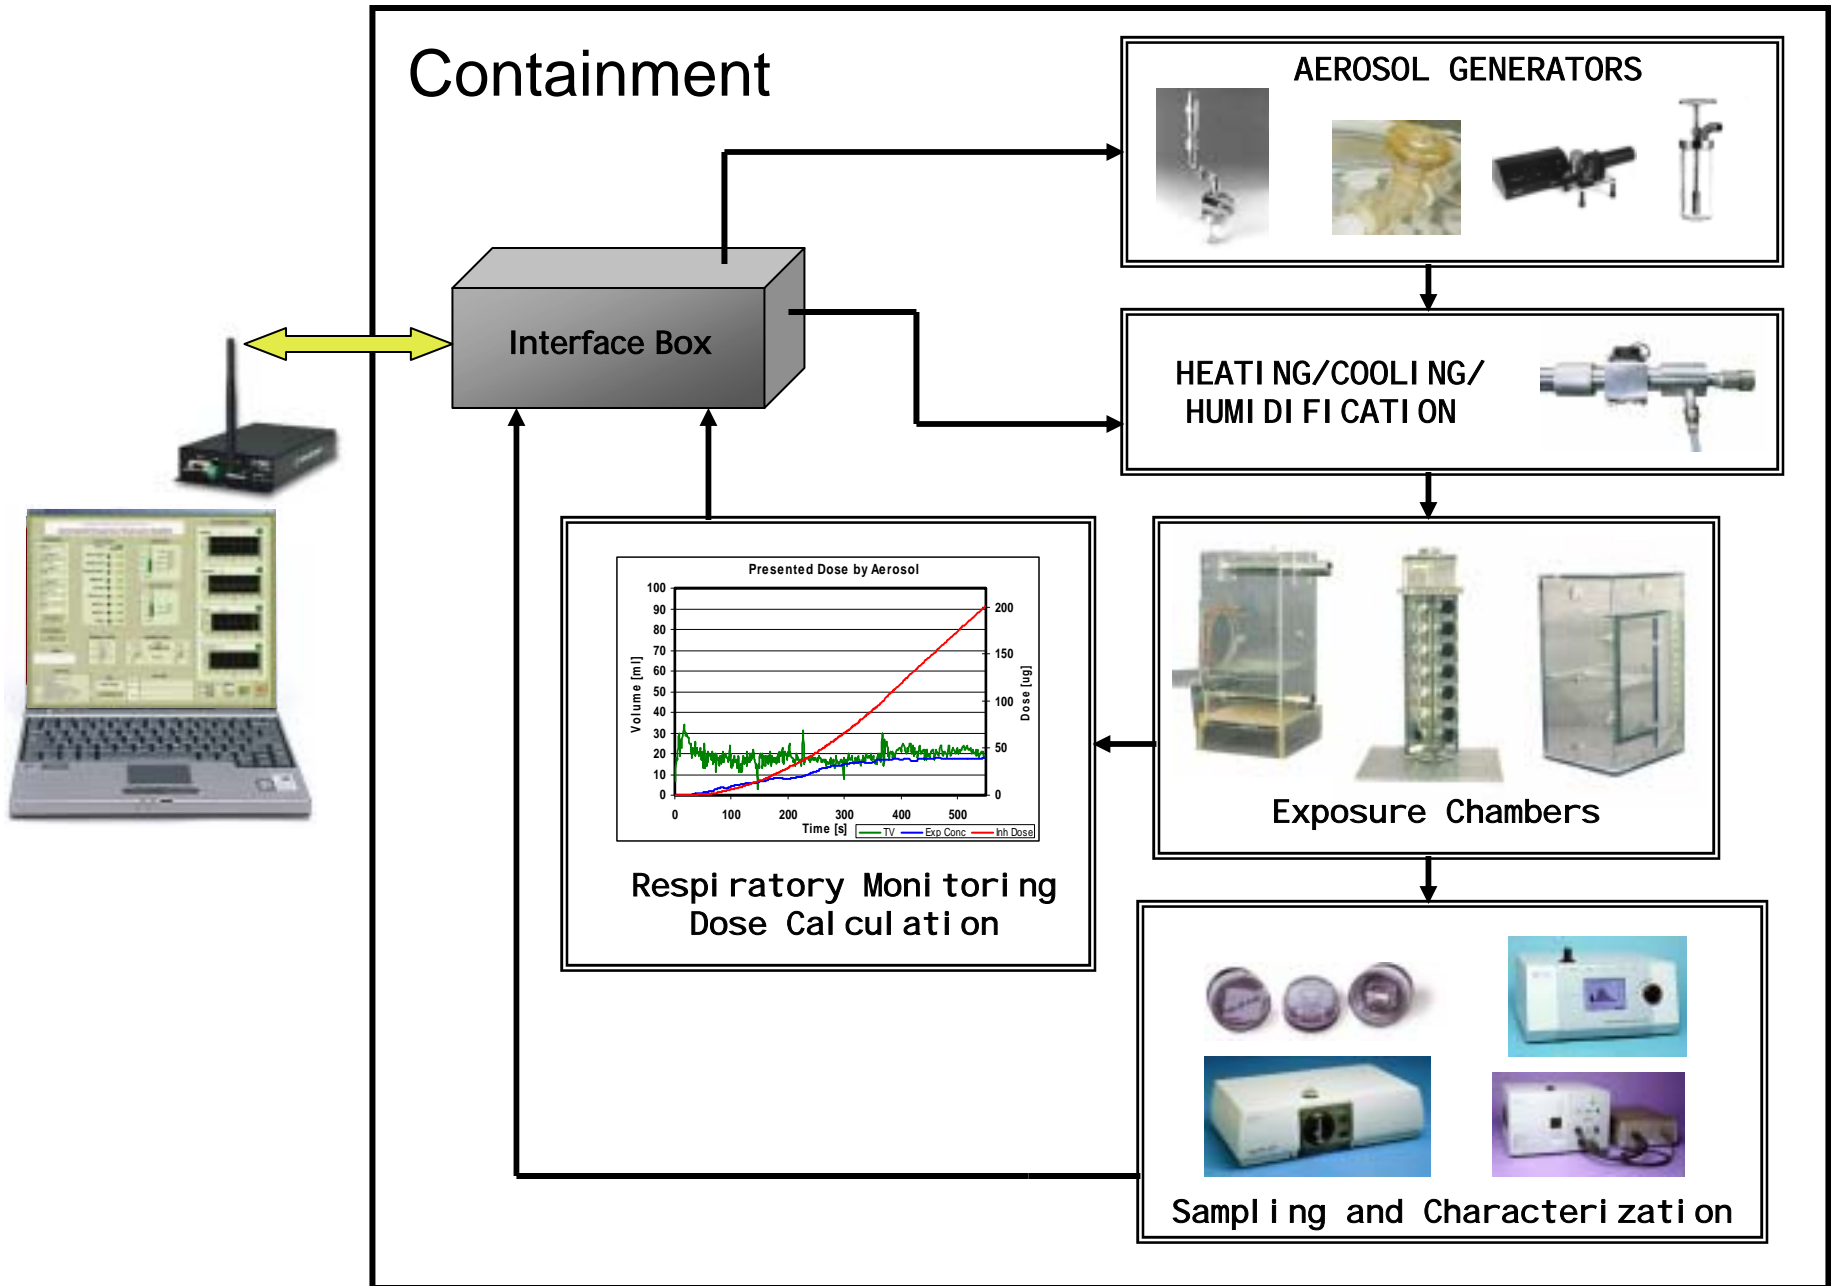 Containment
AEROSOL GENERATORS
Interface Box
HEATING/COOLING/
HUMIDIFICATION
Presented Dose by Aerosol
100
90
80
70
60
50
40
30
20
10
0
Volume [ml]
200
150
100
50
0
Dose [ug]
0 100 200 300 400 500
Time [s]
TV Exp Conc Inh Dose
Respiratory Monitoring
Dose Calculation
Exposure Chambers
Sampling and Characterization